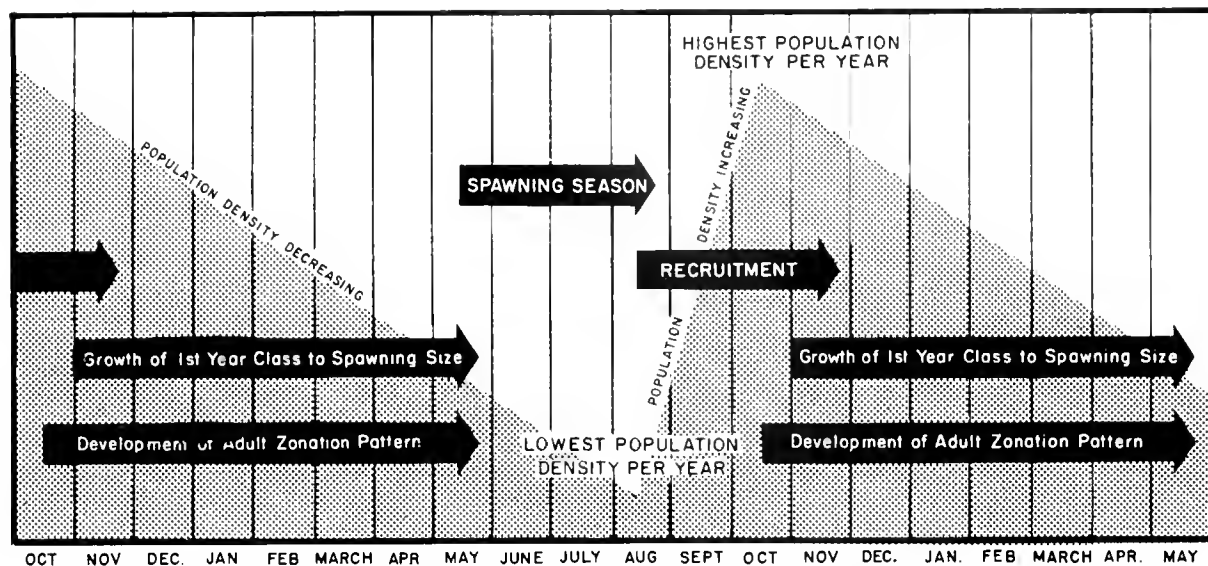 HIGHEST POPULATION
DENSITY PER YEAR
POPULATION DENSITY DECREASING
SPAWNING SEASON
POPULATION DENSITY INCREASING
RECRUITMENT
Growth of 1st Year Class to Spawning Size
Growth of 1st Year Class to Spawning Size
Development of Adult Zonation Pattern
LOWEST POPULATION
DENSITY PER YEAR
Development of Adult Zonation Pattern
OCT NOV DEC. JAN FEB MARCH APR MAY JUNE JULY AUG SEPT OCT NOV DEC. JAN. FEB MARCH APR. MAY